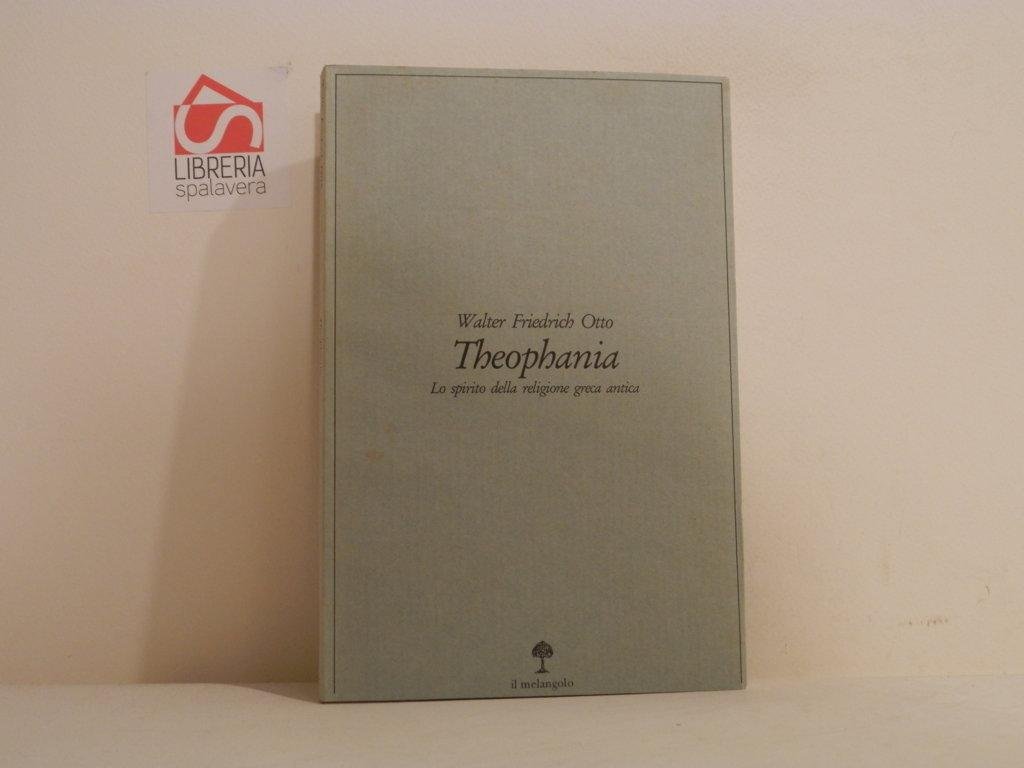 LIBRERIA
spalavera
Walter Friedrich Otto
Theophania
Lo spirito della religione greca antica
il melangolo